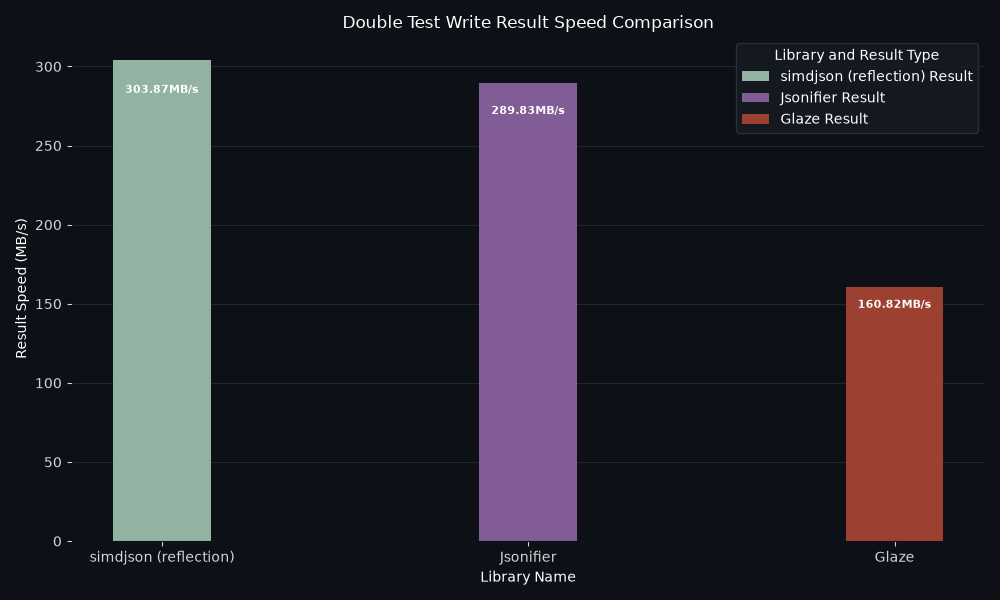 Double Test Write Result Speed Comparison
Library and Result Type
simdjson (reflection) Result
Jsonifier Result
Glaze Result
Result Speed (MB/s)
300
250
200
150
100
50
0
303.87MB/s
289.83MB/s
160.82MB/s
simdjson (reflection)
Jsonifier
Glaze
Library Name